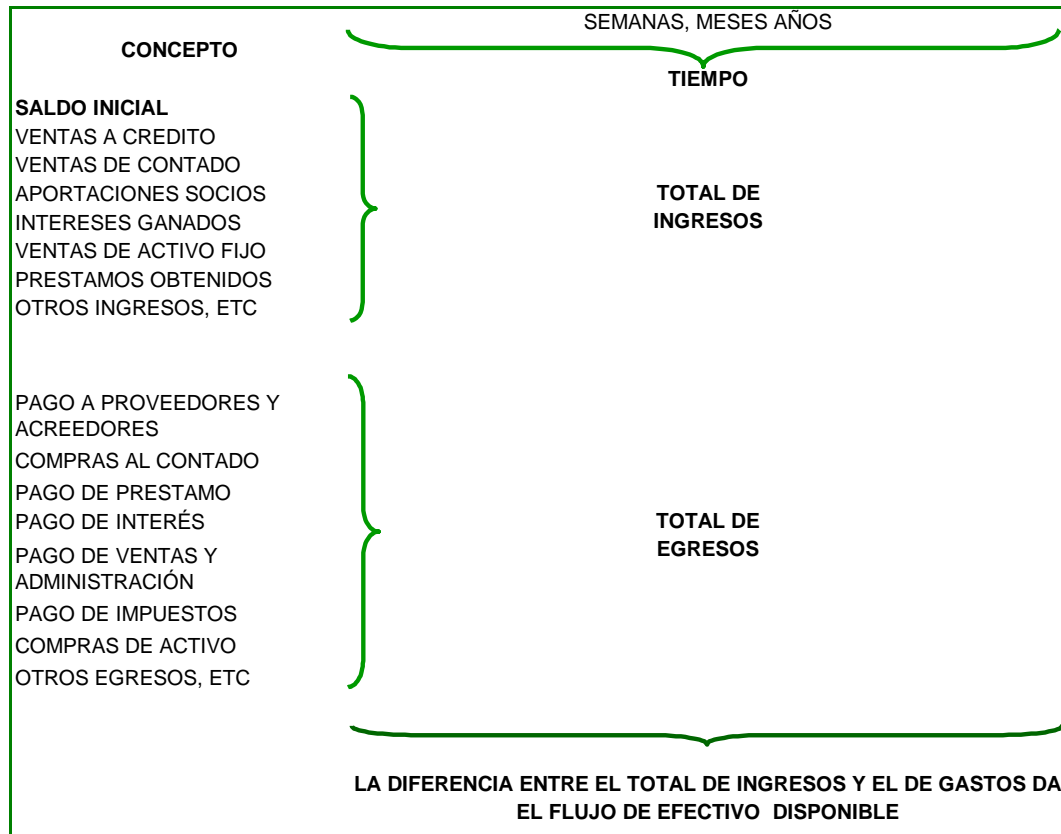 SEMANAS, MESES AÑOS
CONCEPTO
TIEMPO
SALDO INICIAL
VENTAS A CREDITO
VENTAS DE CONTADO
APORTACIONES SOCIOS
INTERESES GANADOS
VENTAS DE ACTIVO FIJO
PRESTAMOS OBTENIDOS
OTROS INGRESOS, ETC
TOTAL DE
INGRESOS
PAGO A PROVEEDORES Y
ACREEDORES
COMPRAS AL CONTADO
PAGO DE PRESTAMO
PAGO DE INTERÉS
PAGO DE VENTAS Y
ADMINISTRACIÓN
PAGO DE IMPUESTOS
COMPRAS DE ACTIVO
OTROS EGRESOS, ETC
TOTAL DE
EGRESOS
LA DIFERENCIA ENTRE EL TOTAL DE INGRESOS Y EL DE GASTOS DA
EL FLUJO DE EFECTIVO DISPONIBLE